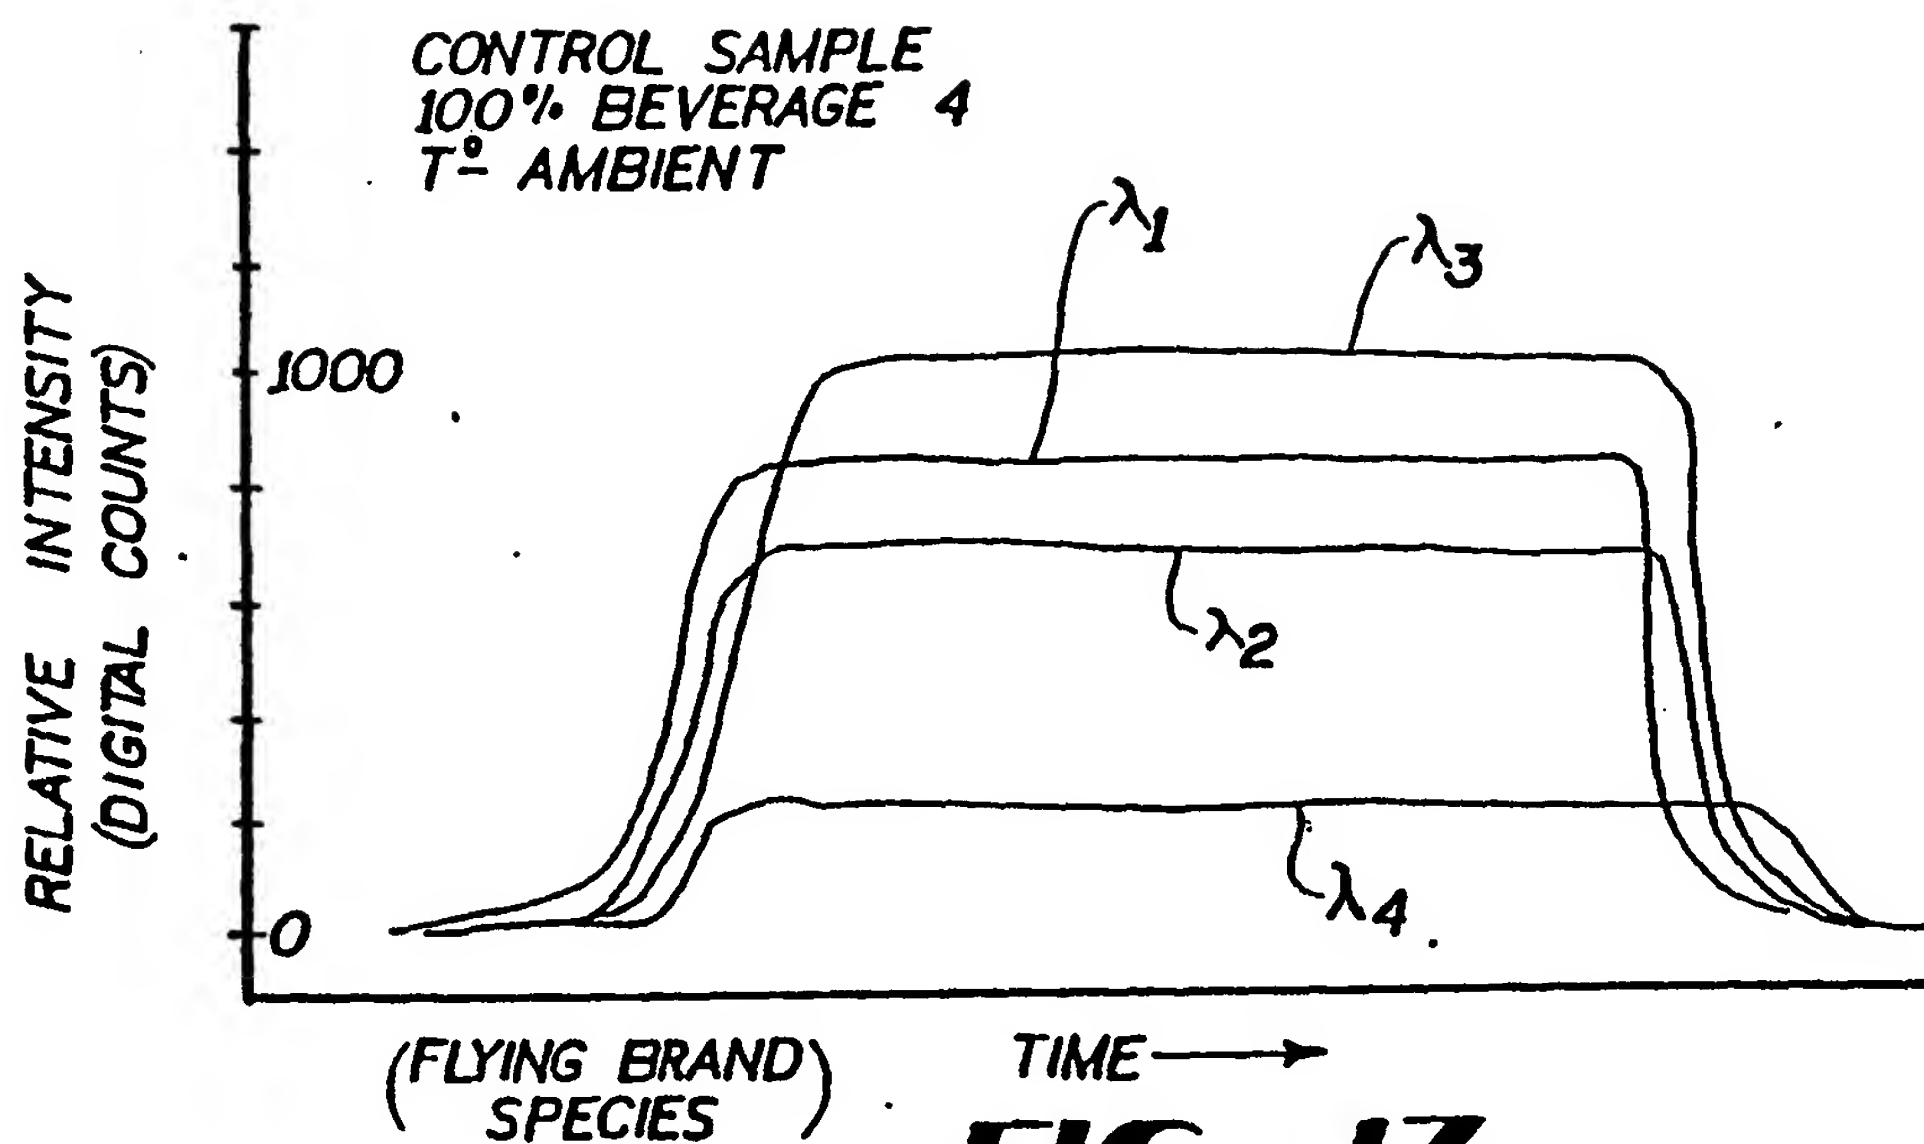 CONTROL SAMPLE
100% BEVERAGE 4
Tº AMBIENT
λ1
λ3
1000
RELATIVE INTENSITY
(DIGITAL COUNTS)
λ2
λ4
0
(FLYING BRAND)
SPECIES
TIME